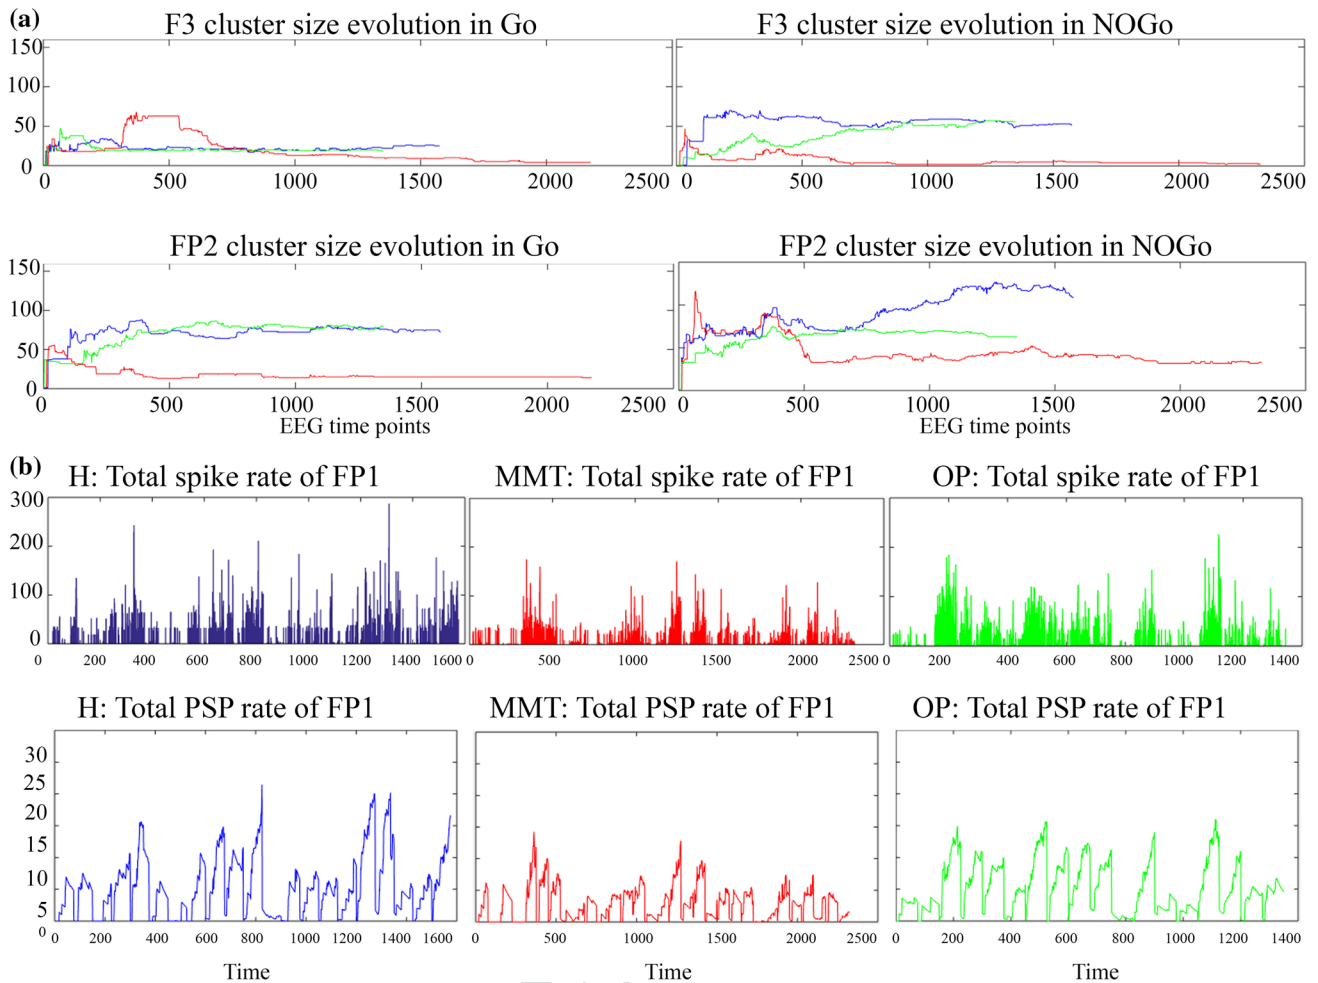 (a)
F3 cluster size evolution in Go
F3 cluster size evolution in NOGo
150
100
50
0
0 500 1000 1500 2000 2500
0 500 1000 1500 2000 2500
FP2 cluster size evolution in Go
FP2 cluster size evolution in NOGo
150
100
50
0
0 500 1000 1500 2000 2500
0 500 1000 1500 2000 2500
EEG time points
EEG time points
(b)
H: Total spike rate of FP1
MMT: Total spike rate of FP1
OP: Total spike rate of FP1
300
200
100
0
0 200 400 600 800 1000 1200 1400 1600
0 500 1000 1500 2000 2500
0 200 400 600 800 1000 1200 1400
H: Total PSP rate of FP1
MMT: Total PSP rate of FP1
OP: Total PSP rate of FP1
30
25
20
15
10
5
0
0 200 400 600 800 1000 1200 1400 1600
0 500 1000 1500 2000 2500
0 200 400 600 800 1000 1200 1400
Time
Time
Time